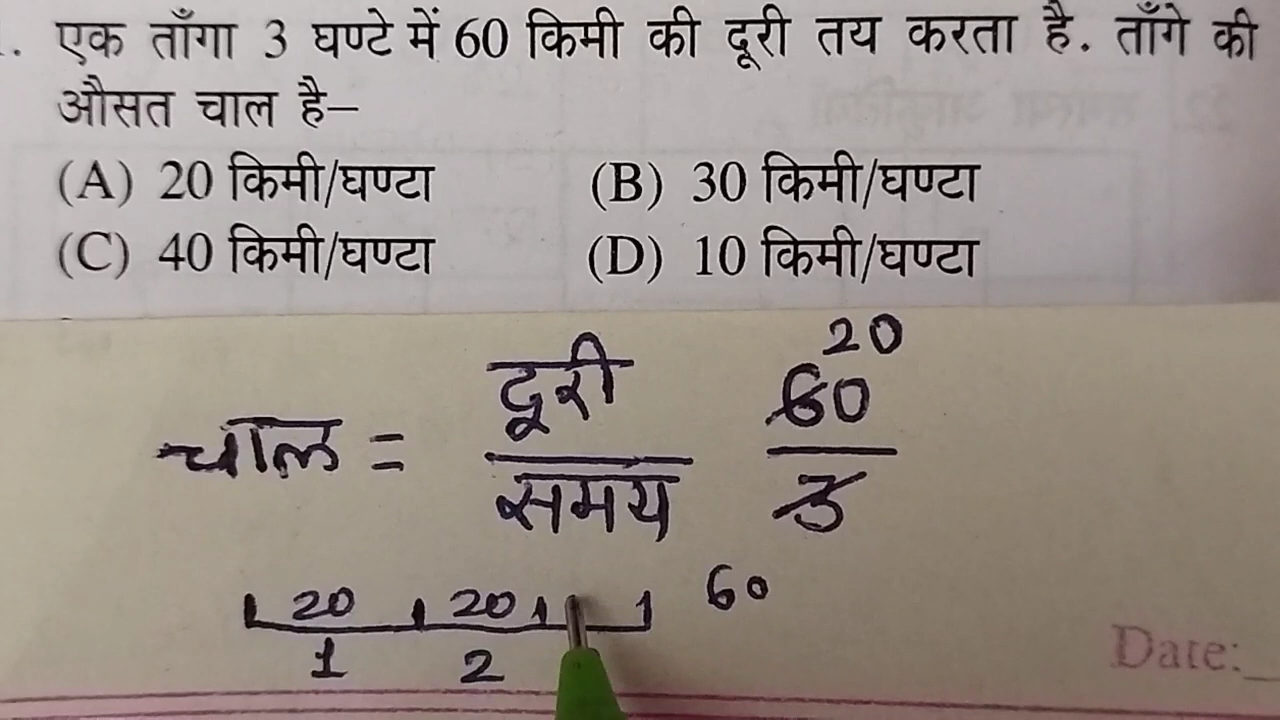 . एक ताँगा 3 घण्टे में 60 किमी की दूरी तय करता है. ताँगे की
औसत चाल है–
(A) 20 किमी/घण्टा (B) 30 किमी/घण्टा
(C) 40 किमी/घण्टा (D) 10 किमी/घण्टा
20
चाल = दूरी 60
समय 3
20 20 60
1 2
Date: